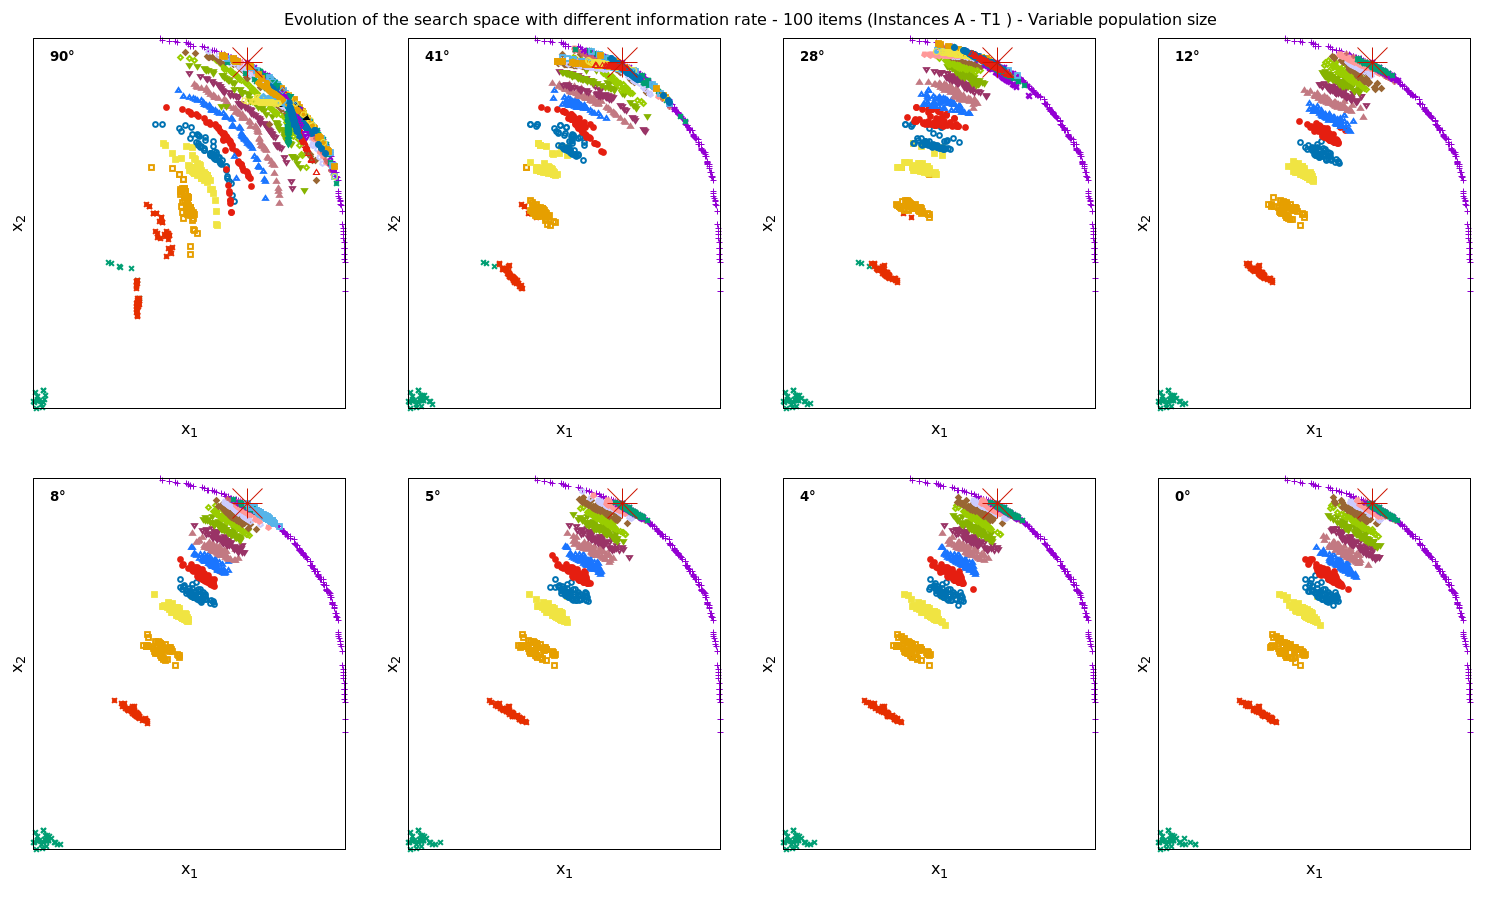 Evolution of the search space with different information rate - 100 items (Instances A - T1 ) - Variable population size
90°
41°
28°
12°
x₂
x₂
x₂
x₂
x₁
x₁
x₁
x₁
8°
5°
4°
0°
x₂
x₂
x₂
x₂
x₁
x₁
x₁
x₁